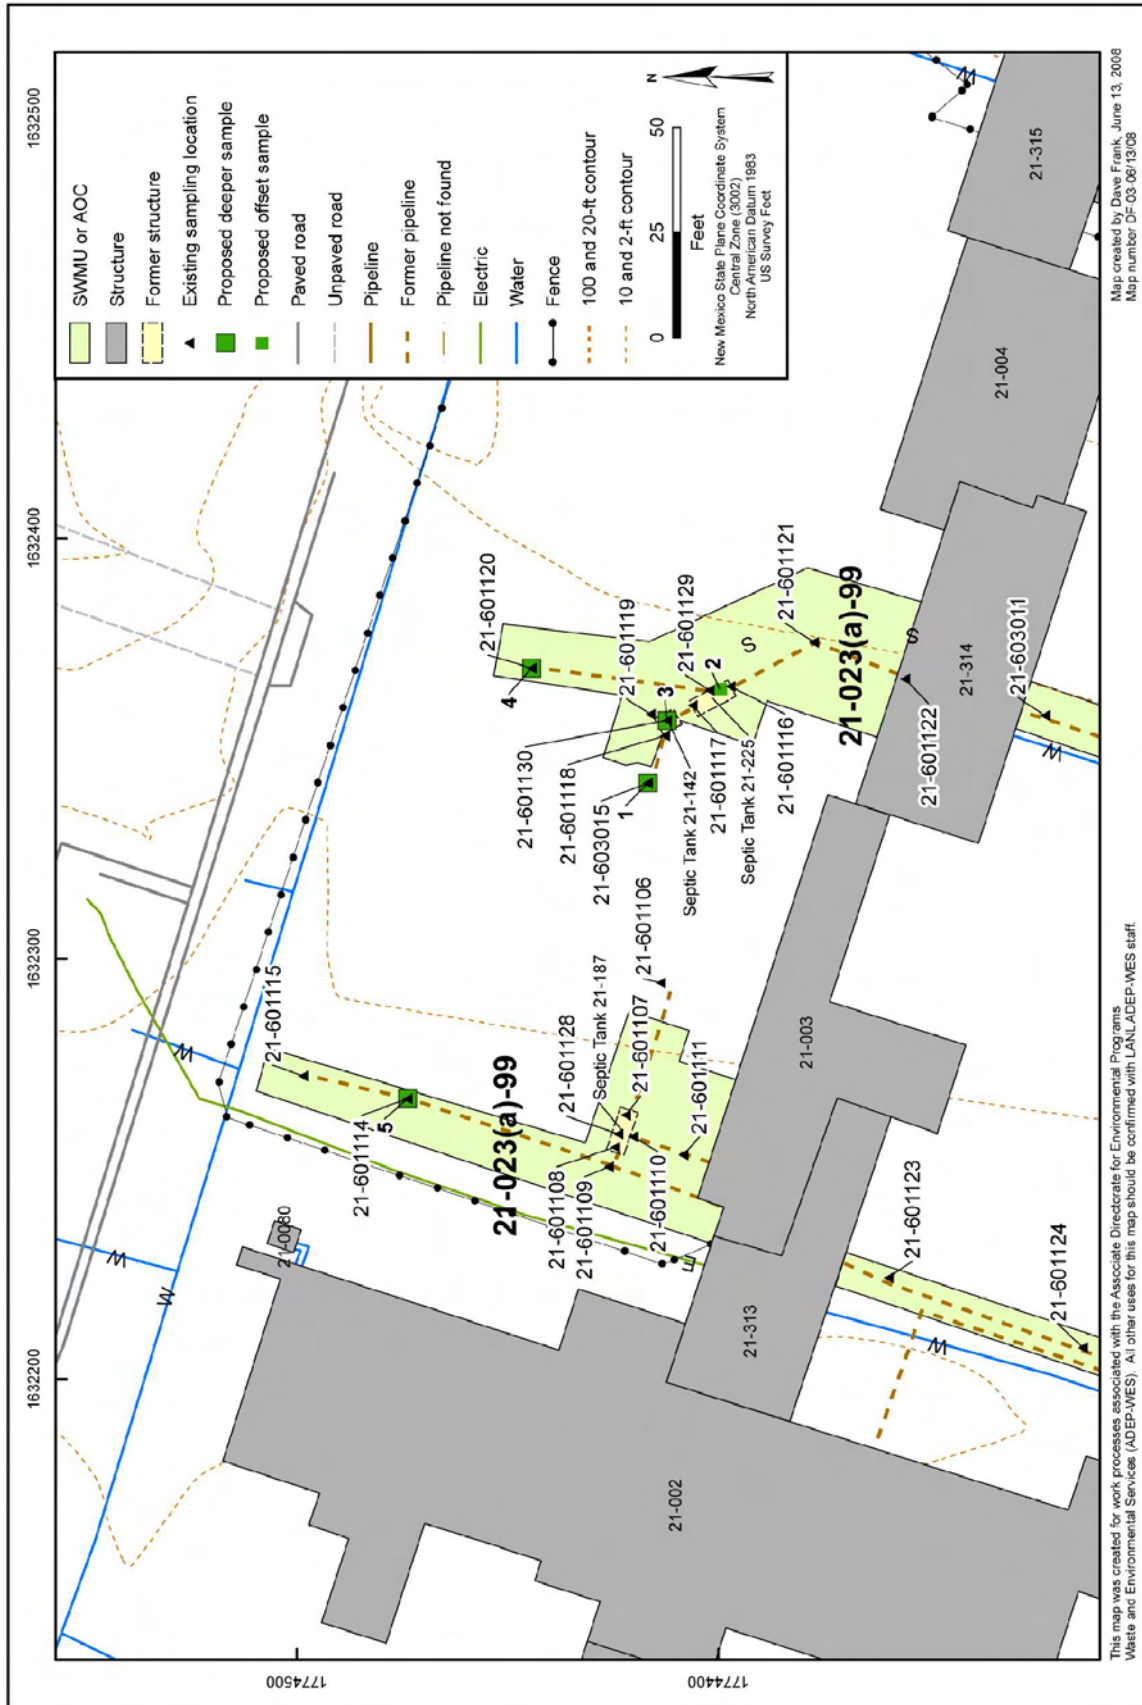 1632200
1632300
1632400
1632500
1774500
1774400
SWMU or AOC
Structure
Former structure
Existing sampling location
Proposed deeper sample
Proposed offset sample
Paved road
Unpaved road
Pipeline
Former pipeline
Pipeline not found
Electric
Water
Fence
100 and 20-ft contour
10 and 2-ft contour
0 25 50
Feet
N
New Mexico State Plane Coordinate System
Central Zone (3002)
North American Datum 1983
US Survey Feet
W
W
W
W
21-0080
21-601115
21-601114
5
21-023(a)-99
21-601128
Septic Tank 21-187
21-601106
21-601107
21-601108
21-601109
21-601110
21-601111
E
21-601120
4
21-601119
21-601129
21-601130
3
2
21-601118
21-603015
1
Septic Tank 21-142
21-601117
Septic Tank 21-225
21-601116
21-601121
S
21-023(a)-99
S
21-601122
21-002
21-313
21-003
21-314
21-004
21-315
W
21-601123
21-601124
W
21-603011
W
This map was created for work processes associated with the Associate Directorate for Environmental Programs
Waste and Environmental Services (ADEP-WES). All other uses for this map should be confirmed with LANL ADEP-WES staff.
Map created by Dave Frank, June 13, 2008
Map number DF-03-06/13/08